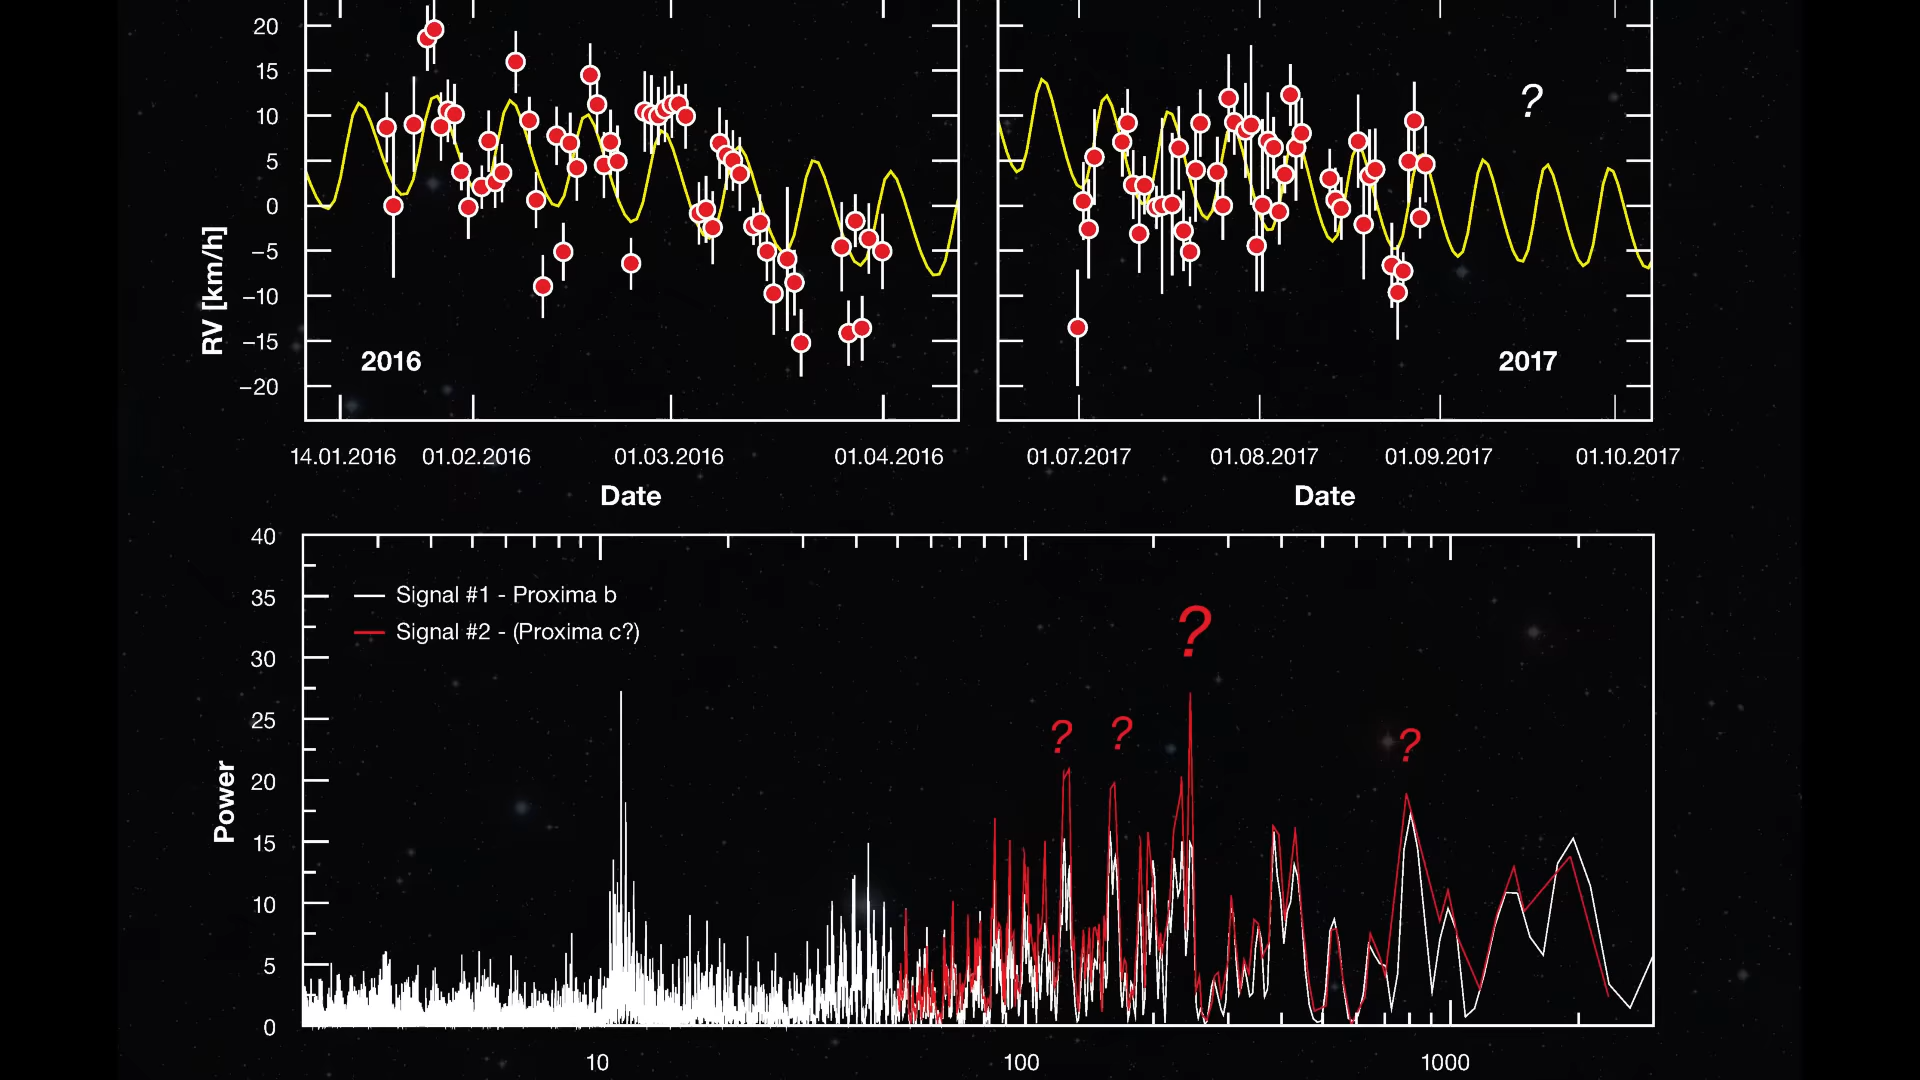 20
15
10
5
0
−5
−10
−15
−20
RV [km/h]
2016
?
2017
14.01.2016 01.02.2016 01.03.2016 01.04.2016
01.07.2017 01.08.2017 01.09.2017 01.10.2017
Date
Date
40
35
30
25
20
15
10
5
0
Power
Signal #1 - Proxima b
Signal #2 - (Proxima c?)
?
? ?
?
10 100 1000